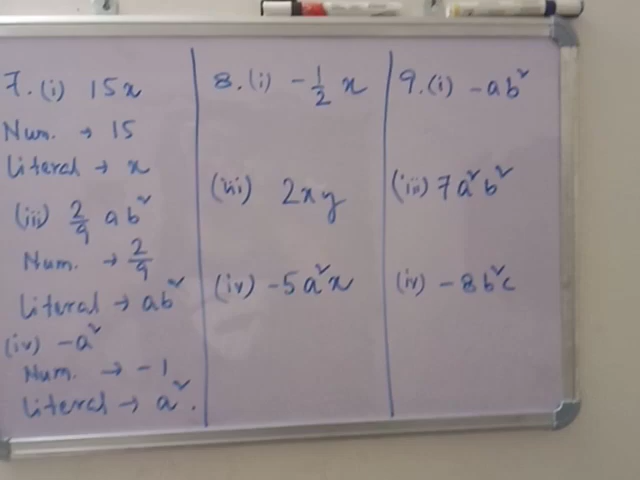 7. (i) 15x
Num. → 15
Literal → x
(iii) 2/9 ab²
Num. → 2/9
Literal → ab²
(iv) -a²
Num. → -1
Literal → a².
8. (i) -1/2 x
(iii) 2xy
(iv) -5a²x
9. (i) -ab²
(iii) 7a²b²
(iv) -8b²c